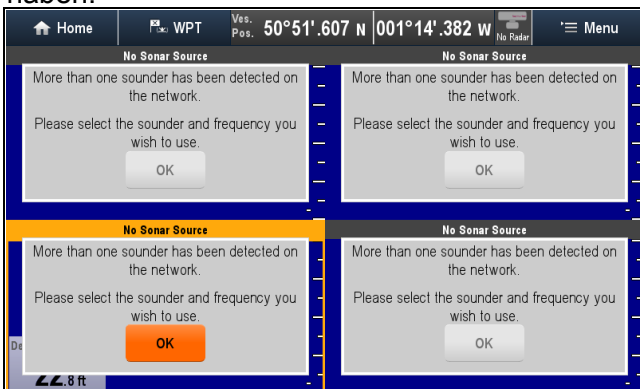 haben.
Home
WPT
Ves. Pos. 50°51'.607 N
001°14'.382 W
No Radar
Menu
No Sonar Source
More than one sounder has been detected on
the network.
Please select the sounder and frequency you
wish to use.
OK
No Sonar Source
More than one sounder has been detected on
the network.
Please select the sounder and frequency you
wish to use.
OK
No Sonar Source
More than one sounder has been detected on
the network.
Please select the sounder and frequency you
wish to use.
OK
22.8 ft
No Sonar Source
More than one sounder has been detected on
the network.
Please select the sounder and frequency you
wish to use.
OK